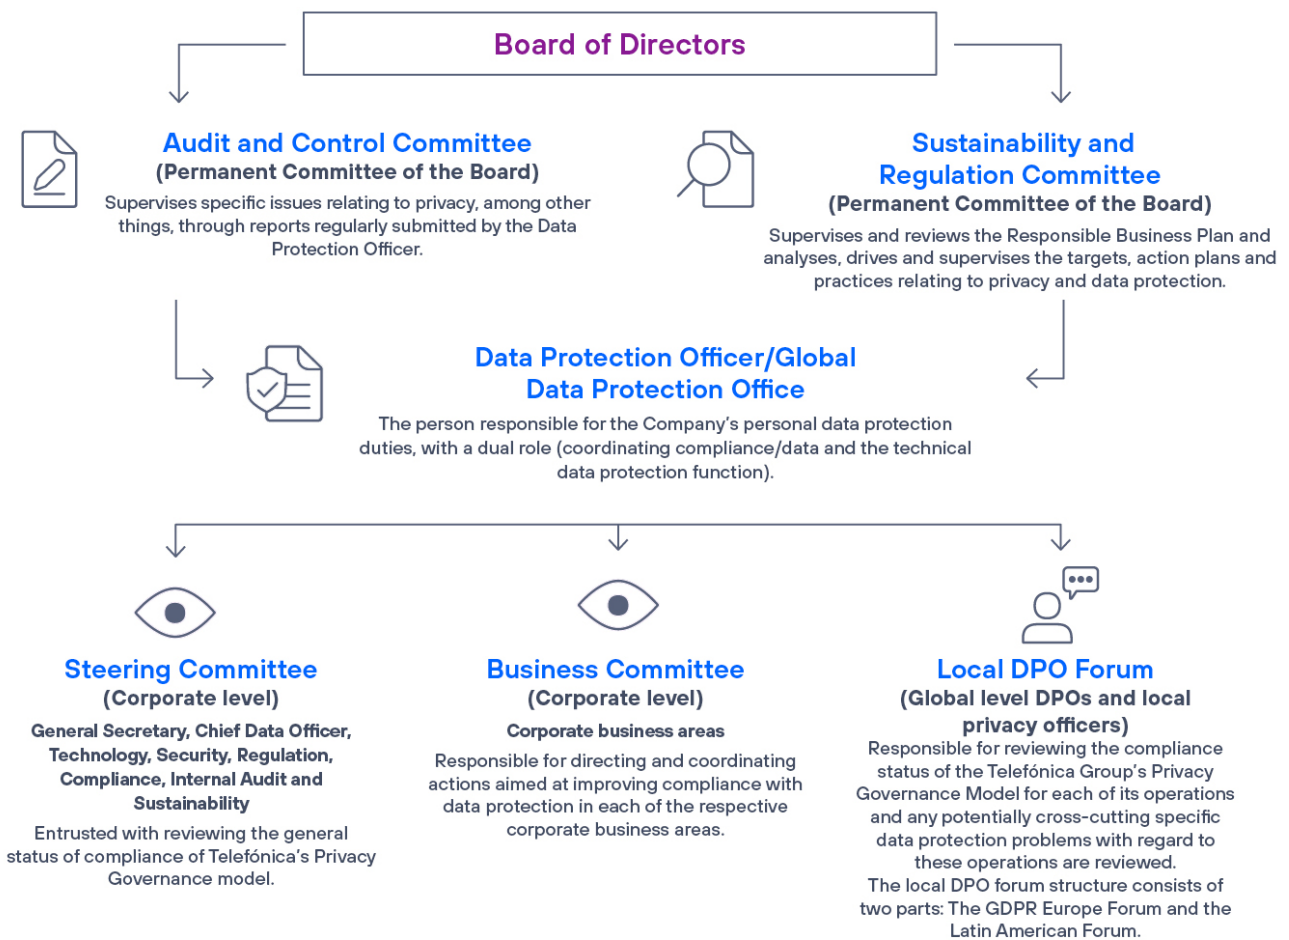 Board of Directors
Audit and Control Committee
(Permanent Committee of the Board)
Supervises specific issues relating to privacy, among other
things, through reports regularly submitted by the Data
Protection Officer.
Sustainability and
Regulation Committee
(Permanent Committee of the Board)
Supervises and reviews the Responsible Business Plan and
analyses, drives and supervises the targets, action plans and
practices relating to privacy and data protection.
Data Protection Officer/Global
Data Protection Office
The person responsible for the Company's personal data protection
duties, with a dual role (coordinating compliance/data and the technical
data protection function).
Steering Committee
(Corporate level)
General Secretary, Chief Data Officer,
Technology, Security, Regulation,
Compliance, Internal Audit and
Sustainability
Entrusted with reviewing the general
status of compliance of Telefónica's Privacy
Governance model.
Business Committee
(Corporate level)
Corporate business areas
Responsible for directing and coordinating
actions aimed at improving compliance with
data protection in each of the respective
corporate business areas.
Local DPO Forum
(Global level DPOs and local
privacy officers)
Responsible for reviewing the compliance
status of the Telefónica Group's Privacy
Governance Model for each of its operations
and any potentially cross-cutting specific
data protection problems with regard to
these operations are reviewed.
The local DPO forum structure consists of
two parts: The GDPR Europe Forum and the
Latin American Forum.